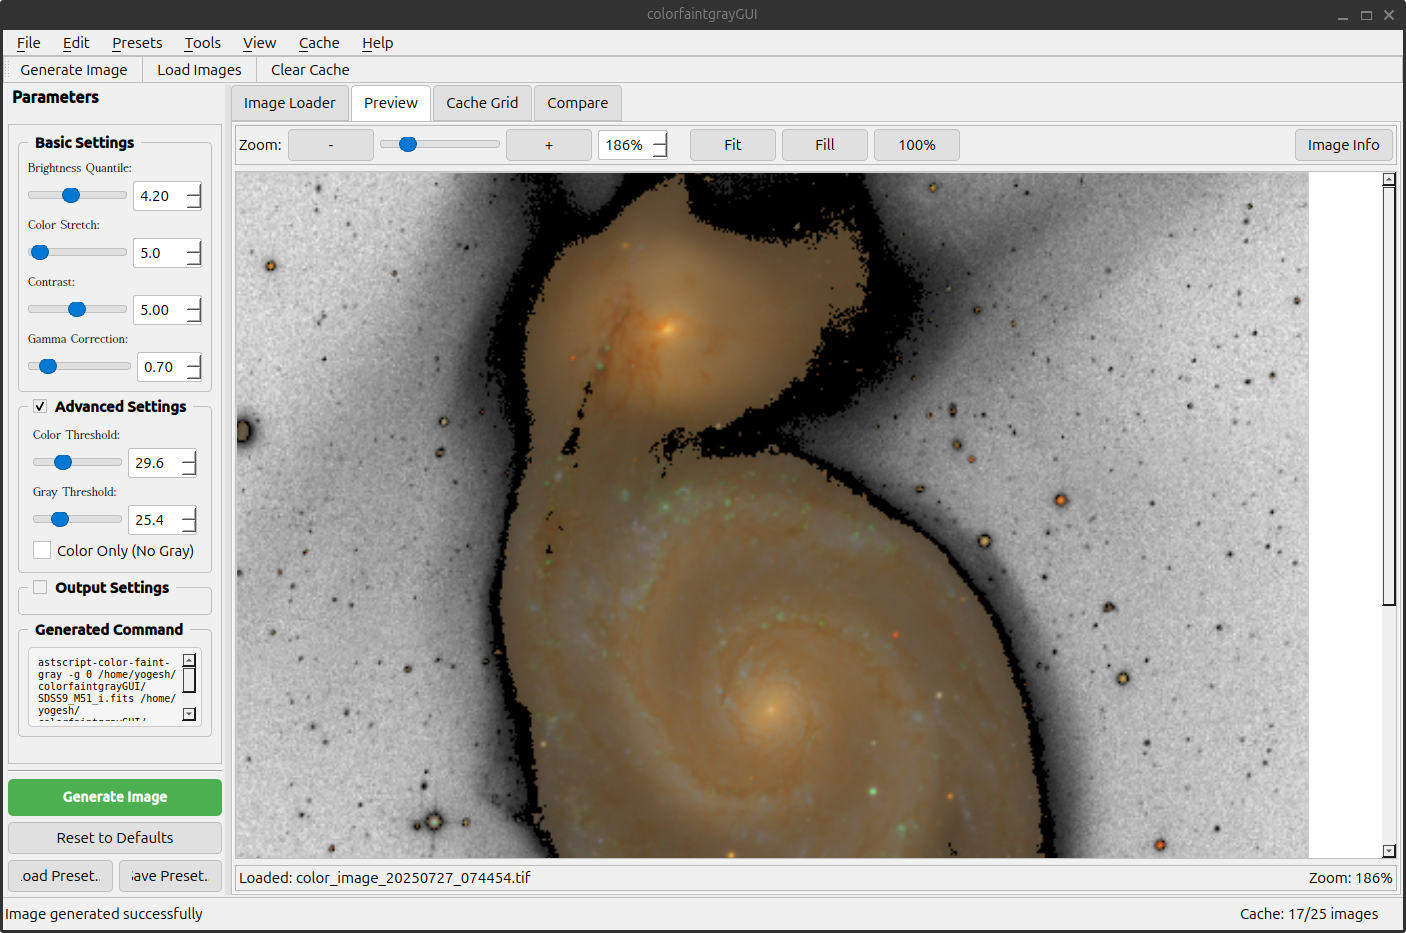 colorfaintgrayGUI
File Edit Presets Tools View Cache Help
Generate Image Load Images Clear Cache
Parameters
Basic Settings
Brightness Quantile:
4.20
Color Stretch:
5.0
Contrast:
5.00
Gamma Correction:
0.70
Advanced Settings
Color Threshold:
29.6
Gray Threshold:
25.4
Color Only (No Gray)
Output Settings
Generated Command
astscript-color-faint-
gray -g 0 /home/yogesh/
colorfaintgrayGUI/
SDSS9_M51_i.fits /home/
yogesh/
colorfaintgrayGUI/
Generate Image
Reset to Defaults
oad Preset.. ave Preset..
Image Loader Preview Cache Grid Compare
Zoom: - + 186% Fit Fill 100% Image Info
Loaded: color_image_20250727_074454.tif Zoom: 186%
Image generated successfully Cache: 17/25 images